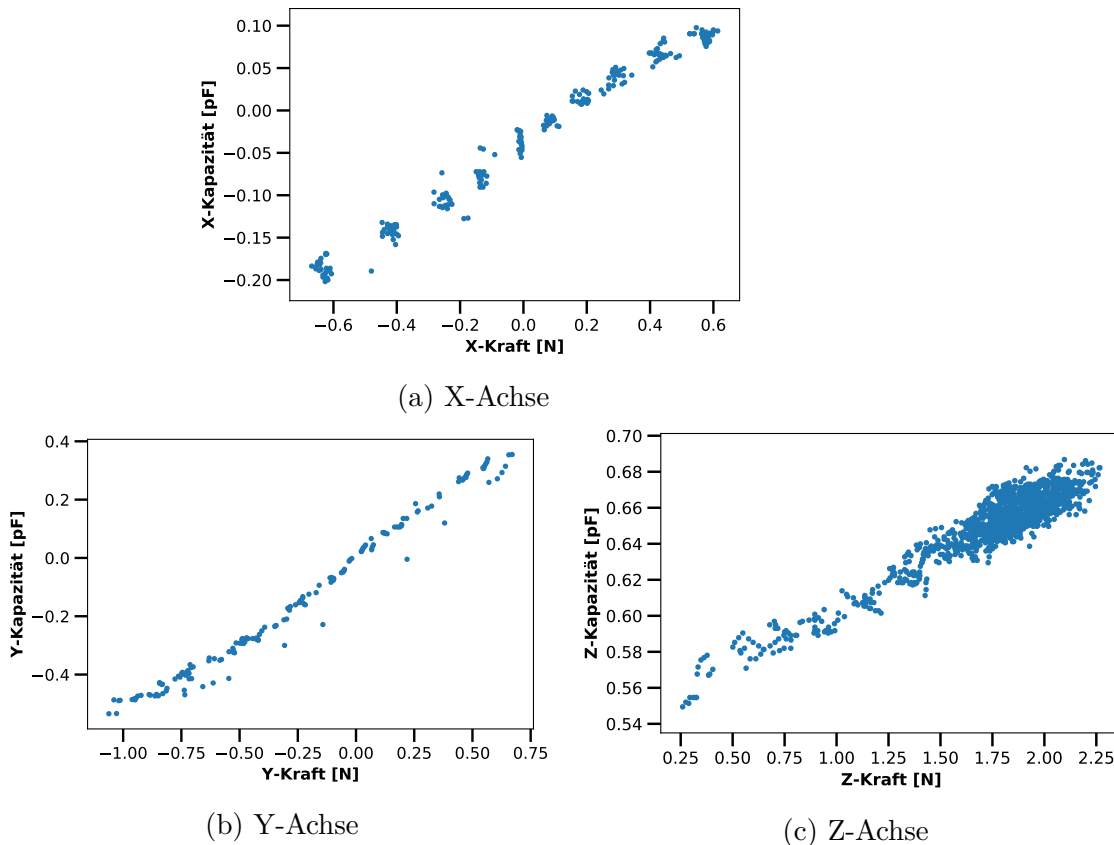 0.10
0.05
0.00
−0.05
−0.10
−0.15
−0.20
X-Kapazität [pF]
−0.6 −0.4 −0.2 0.0 0.2 0.4 0.6
X-Kraft [N]
(a) X-Achse
0.4
0.2
0.0
−0.2
−0.4
Y-Kapazität [pF]
−1.00 −0.75 −0.50 −0.25 0.00 0.25 0.50 0.75
Y-Kraft [N]
(b) Y-Achse
0.70
0.68
0.66
0.64
0.62
0.60
0.58
0.56
0.54
Z-Kapazität [pF]
0.25 0.50 0.75 1.00 1.25 1.50 1.75 2.00 2.25
Z-Kraft [N]
(c) Z-Achse